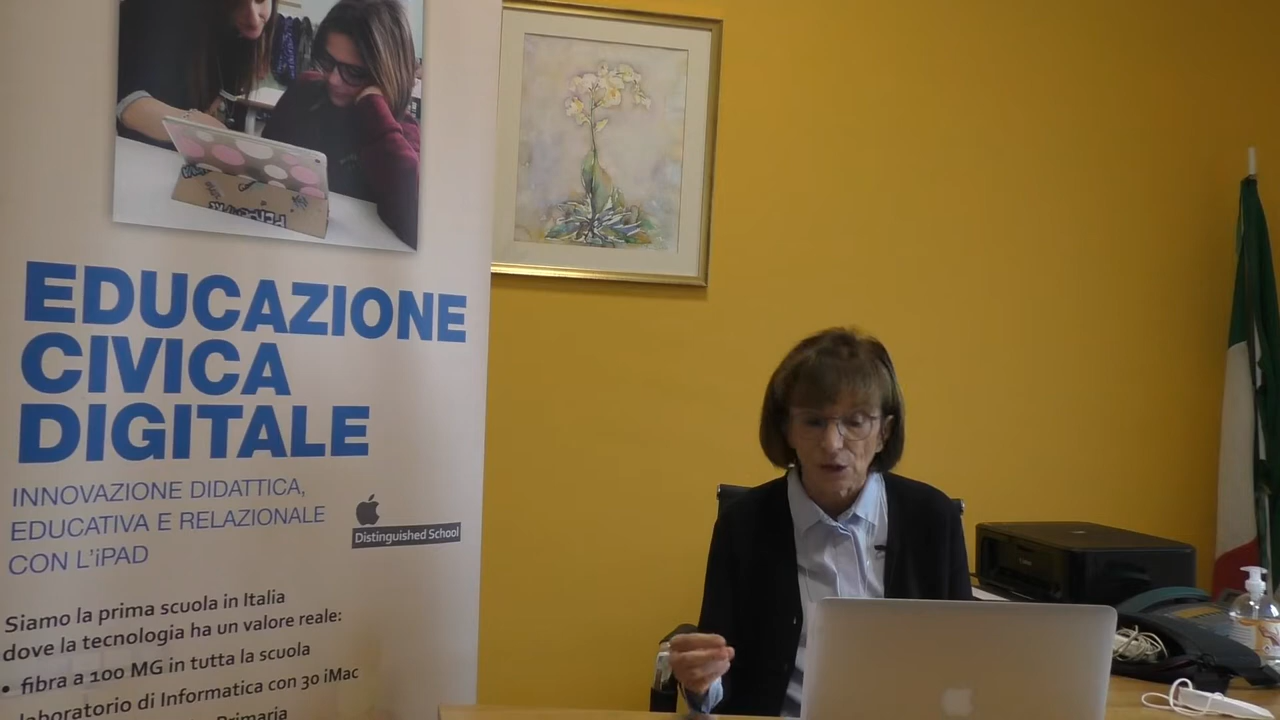 EDUCAZIONE
CIVICA
DIGITALE
INNOVAZIONE DIDATTICA,
EDUCATIVA E RELAZIONALE
CON L'iPAD
Distinguished School
Siamo la prima scuola in Italia
dove la tecnologia ha un valore reale:
• fibra a 100 MG in tutta la scuola
laboratorio di Informatica con 30 iMac
Primaria